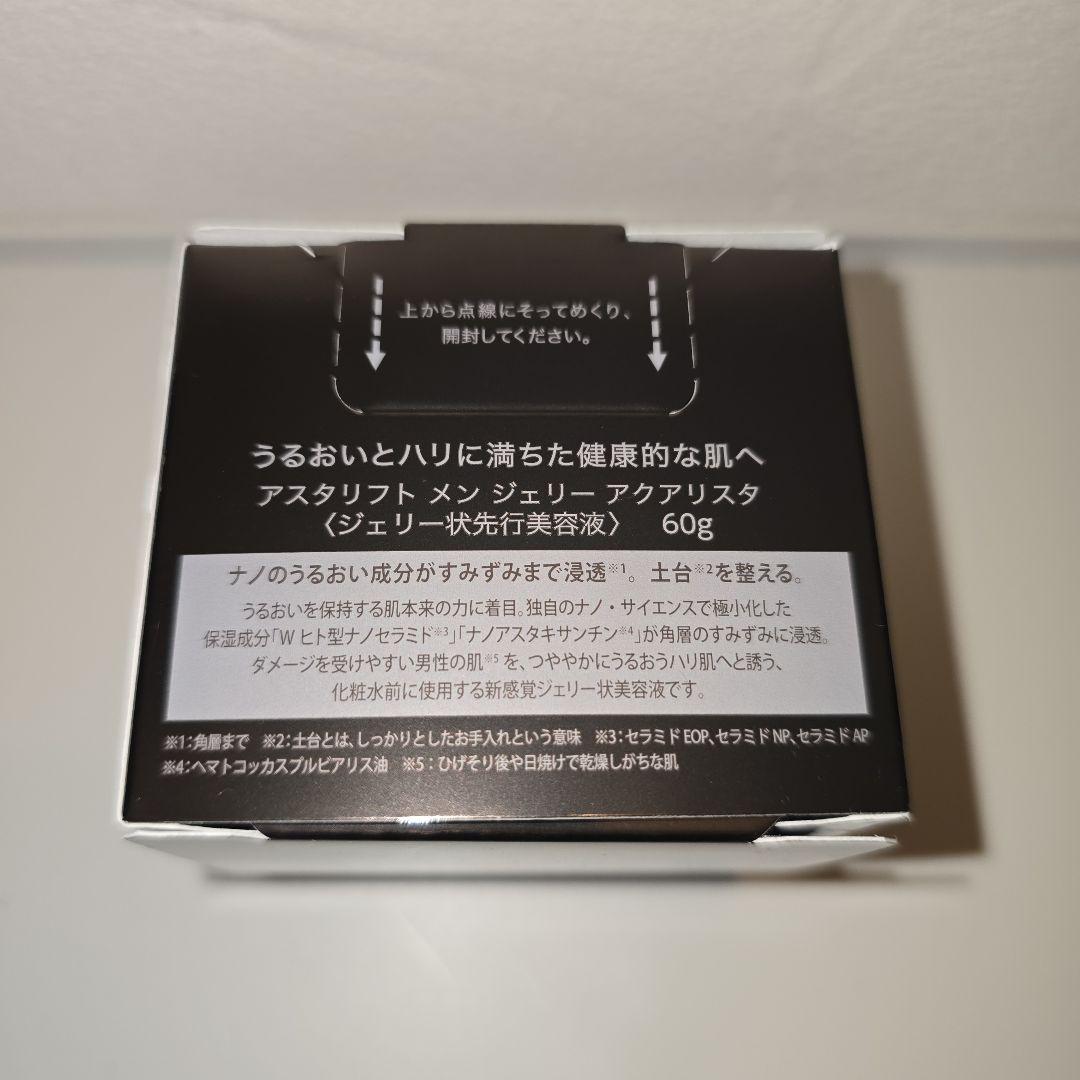 上から点線にそってめくり、
開封してください。
うるおいとハリに満ちた健康的な肌へ
アスタリフト メン ジェリー アクアリスタ
〈ジェリー状先行美容液〉 60g
ナノのうるおい成分がすみずみまで浸透※1。土台※2を整える。
うるおいを保持する肌本来の力に着目。独自のナノ・サイエンスで極小化した
保湿成分「W ヒト型ナノセラミド※3」「ナノアスタキサンチン※4」が角層のすみずみに浸透。
ダメージを受けやすい男性の肌※5を、つややかにうるおうハリ肌へと誘う、
化粧水前に使用する新感覚ジェリー状美容液です。
※1：角層まで ※2：土台とは、しっかりとしたお手入れという意味 ※3：セラミド EOP、セラミド NP、セラミド AP
※4：ヘマトコッカスプルビアリス油 ※5：ひげそり後や日焼けで乾燥しがちな肌